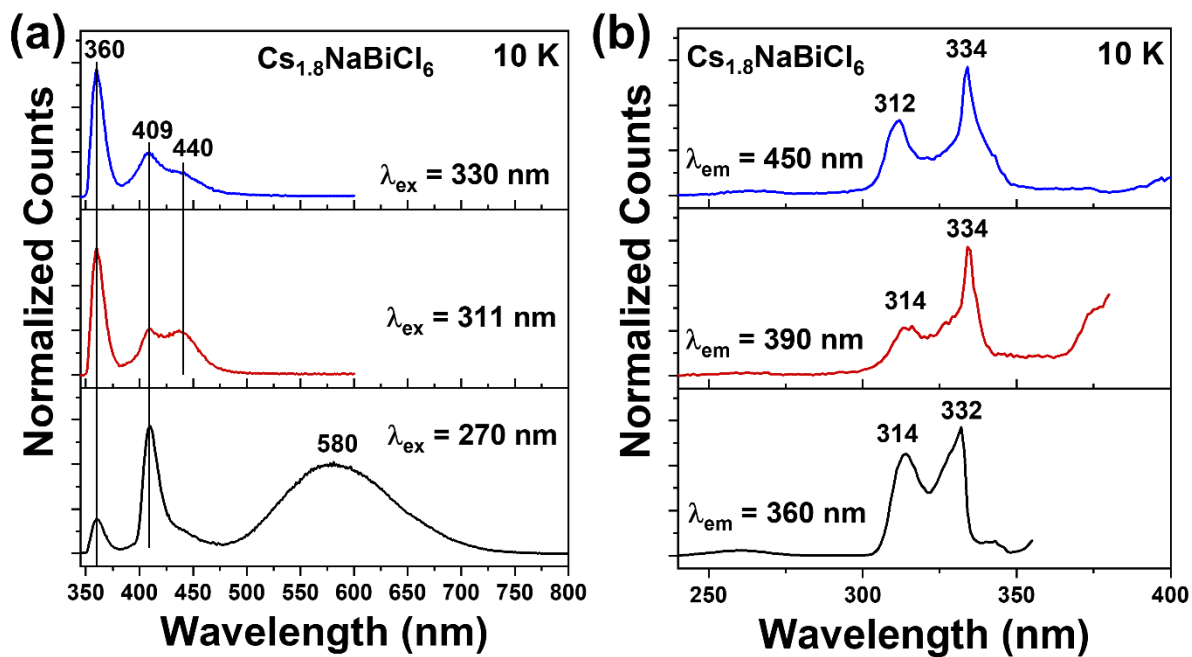 (a)
360
Cs1.8NaBiCl6
10 K
409
440
λex = 330 nm
λex = 311 nm
λex = 270 nm
580
Normalized Counts
350 400 450 500 550 600 650 700 750 800
Wavelength (nm)
(b)
Cs1.8NaBiCl6
334
10 K
312
λem = 450 nm
334
314
λem = 390 nm
332
314
λem = 360 nm
Normalized Counts
250 300 350 400
Wavelength (nm)